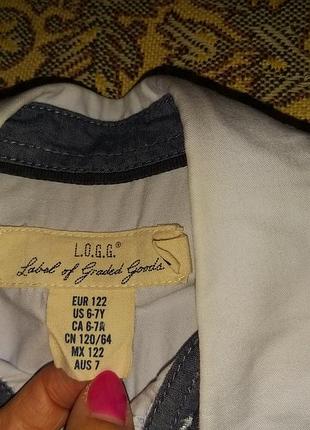 L.O.G.G.®
Label of Graded Goods
EUR 122
US 6-7Y
CA 6-7A
CN 120/64
MX 122
AUS 7